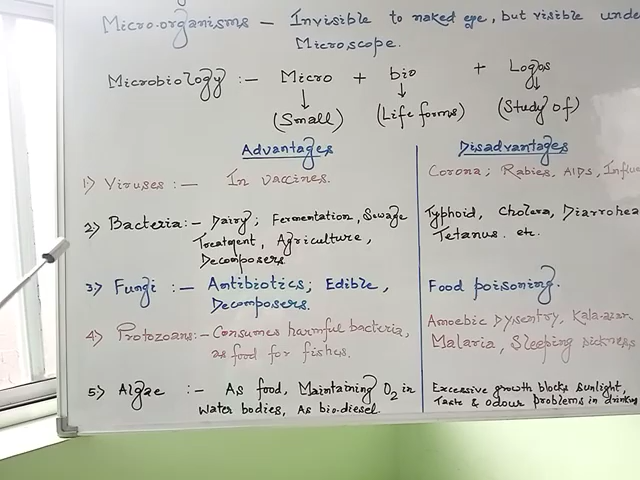 Micro-organisms – Invisible to naked eye, but visible unde
Microscope.
Microbiology :– Micro + bio + Logos
(Small) (Life forms) (Study of)
Advantages Disadvantages
1) Viruses :– In vaccines. Corona; Rabies, AIDs, Influe
2) Bacteria:– Dairy; Fermentation, Sewage Typhoid, Cholera, Diarrohea
Treatment, Agriculture, Tetanus. etc.
Decomposers
3) Fungi :– Antibiotics; Edible, Food poisoning.
Decomposers.
4) Protozoans:– Consumes harmful bacteria, Amoebic Dysentry, Kala-azar
as food for fishes. Malaria, Sleeping sickness
5) Algae :– As food, Maintaining O2 in Excessive growth blocks sunlight,
Water bodies, As bio-diesel. Taste & Odour problems in drinking